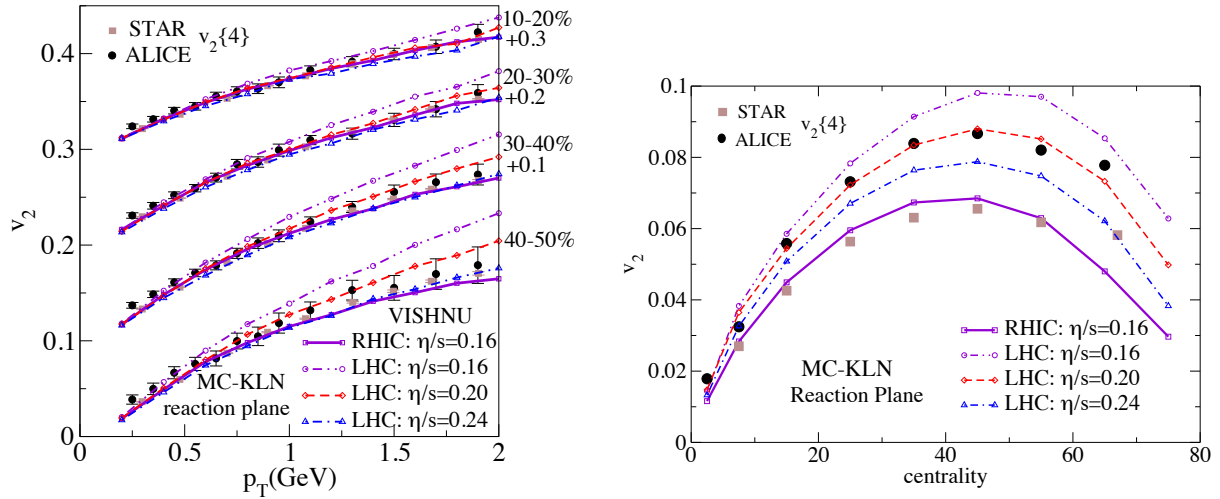 STAR
ALICE
v2{4}
10-20%
+0.3
20-30%
+0.2
30-40%
+0.1
40-50%
VISHNU
RHIC: η/s=0.16
LHC: η/s=0.16
LHC: η/s=0.20
LHC: η/s=0.24
MC-KLN
reaction plane
0.4
0.3
0.2
0.1
0
v2
0 0.5 1 1.5 2
pT(GeV)
STAR
ALICE
v2{4}
0.1
0.08
0.06
0.04
0.02
0
v2
RHIC: η/s=0.16
LHC: η/s=0.16
LHC: η/s=0.20
LHC: η/s=0.24
MC-KLN
Reaction Plane
0 20 40 60 80
centrality